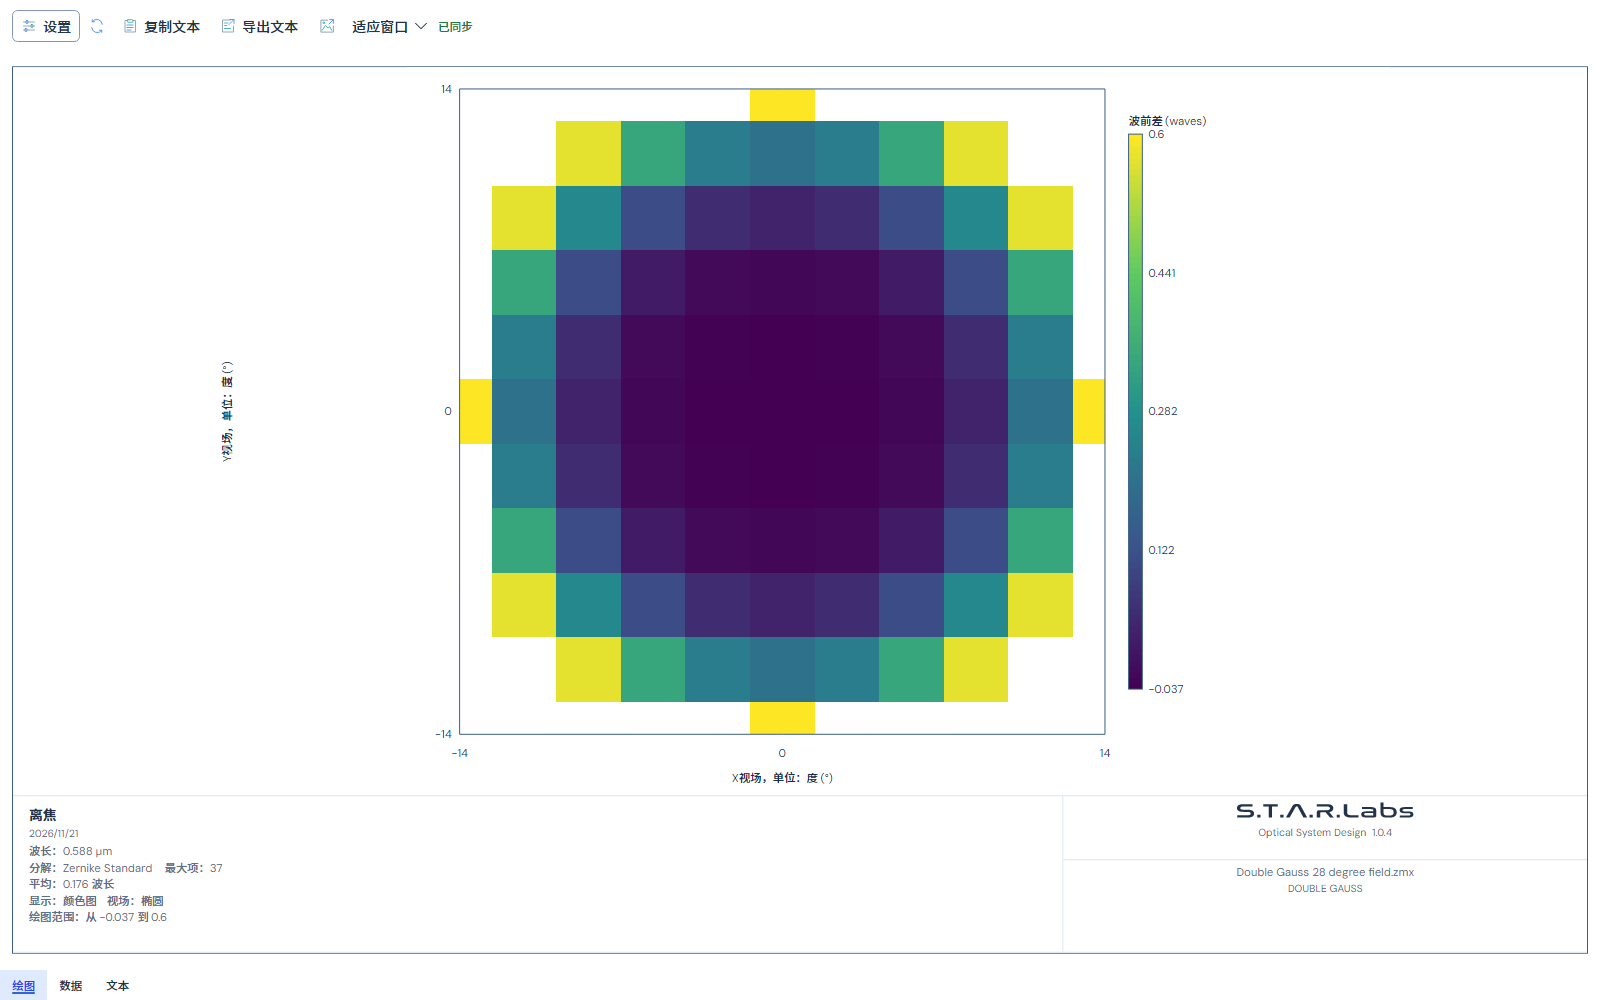 设置 复制文本 导出文本 适应窗口 已同步
14
0
-14
-14 0 14
X视场，单位：度 (°)
Y视场，单位：度 (°)
波前差 (waves)
0.6
0.441
0.282
0.122
-0.037
离焦
2026/11/21
波长：0.588 µm
分解：Zernike Standard 最大项：37
平均：0.176 波长
显示：颜色图 视场：椭圆
绘图范围：从 -0.037 到 0.6
S.T.A.R.Labs
Optical System Design 1.0.4
Double Gauss 28 degree field.zmx
DOUBLE GAUSS
绘图 数据 文本